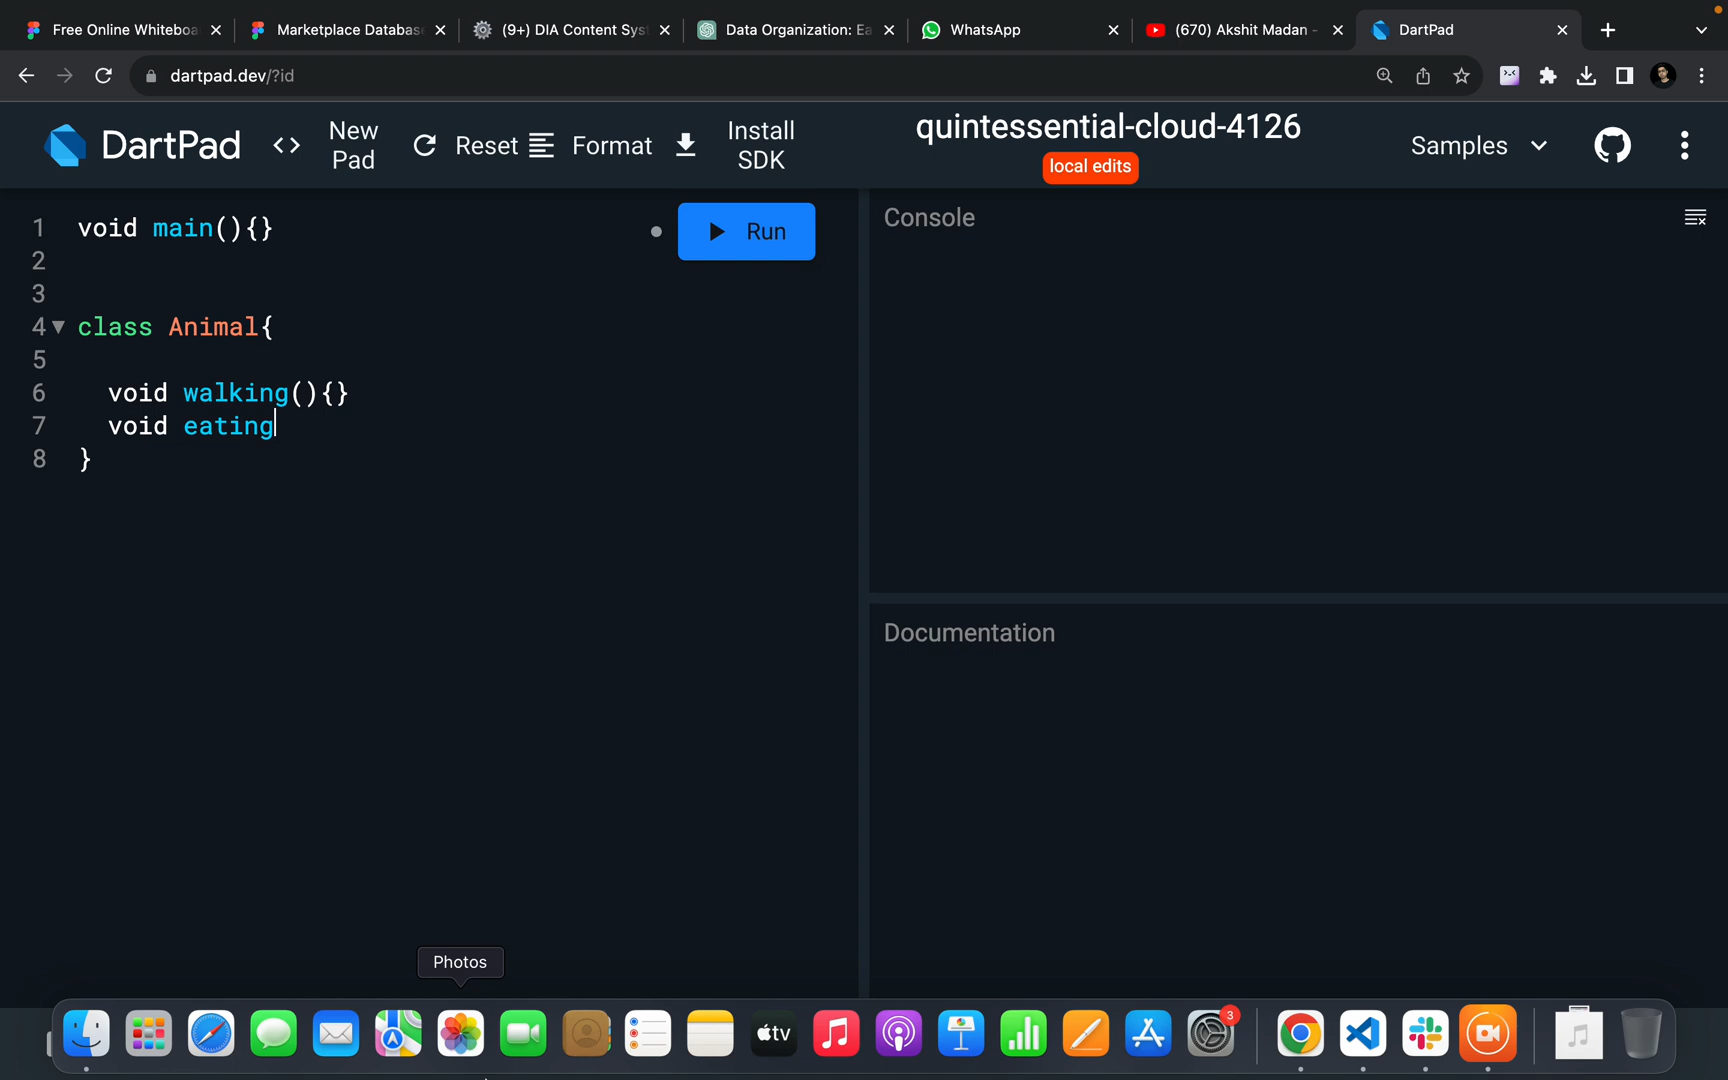 Free Online Whiteboa
Marketplace Databas
(9+) DIA Content Syst
Data Organization: Ea
WhatsApp
(670) Akshit Madan -
DartPad
dartpad.dev/?id
DartPad
<> New Pad
Reset
Format
Install SDK
quintessential-cloud-4126
local edits
Samples
1 void main(){}
Run
2
3
4 class Animal{
5
6 void walking(){}
7 void eating
8 }
Console
Documentation
Photos
tv
3